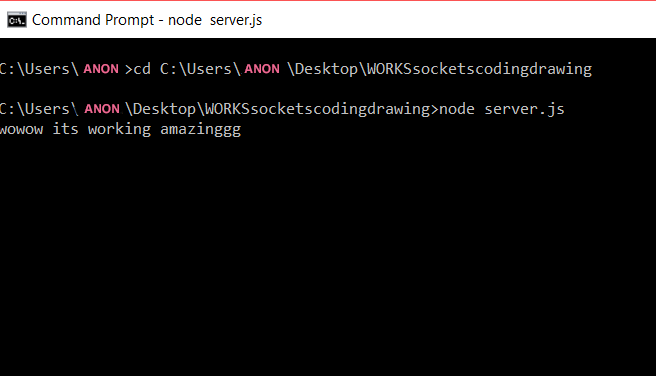 Command Prompt - node  server.js
C:\Users\ ANON >cd C:\Users\ ANON \Desktop\WORKSsocketscodingdrawing
C:\Users\ ANON \Desktop\WORKSsocketscodingdrawing>node server.js
wowow its working amazinggg